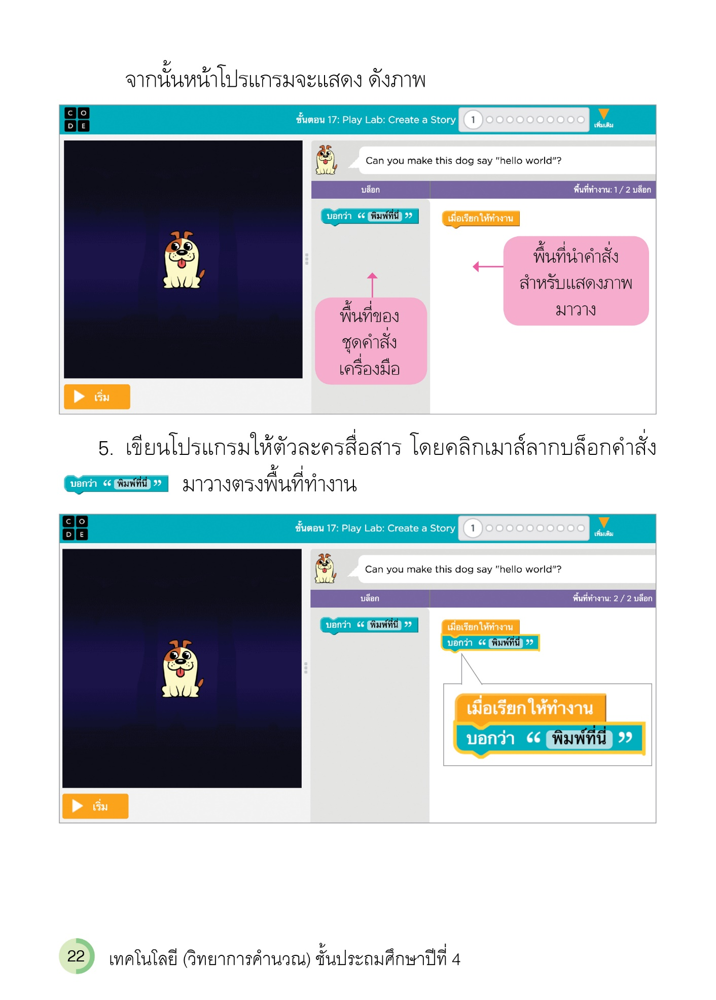 จากนั้นหน้าโปรแกรมจะแสดง ดังภาพ
C O
D E
ขั้นตอน 17: Play Lab: Create a Story 1
เพิ่มเติม
Can you make this dog say "hello world"?
บล็อก
พื้นที่ทำงาน: 1 / 2 บล็อก
บอกว่า “ พิมพ์ที่นี่ ”
เมื่อเรียกให้ทำงาน
พื้นที่นำคำสั่ง
สำหรับแสดงภาพ
มาวาง
พื้นที่ของ
ชุดคำสั่ง
เครื่องมือ
เริ่ม
5. เขียนโปรแกรมให้ตัวละครสื่อสาร โดยคลิกเมาส์ลากบล็อกคำสั่ง
บอกว่า “ พิมพ์ที่นี่ ” มาวางตรงพื้นที่ทำงาน
C O
D E
ขั้นตอน 17: Play Lab: Create a Story 1
เพิ่มเติม
Can you make this dog say "hello world"?
บล็อก
พื้นที่ทำงาน: 2 / 2 บล็อก
บอกว่า “ พิมพ์ที่นี่ ”
เมื่อเรียกให้ทำงาน
บอกว่า “ พิมพ์ที่นี่ ”
เมื่อเรียกให้ทำงาน
บอกว่า “ พิมพ์ที่นี่ ”
เริ่ม
22 เทคโนโลยี (วิทยาการคำนวณ) ชั้นประถมศึกษาปีที่ 4